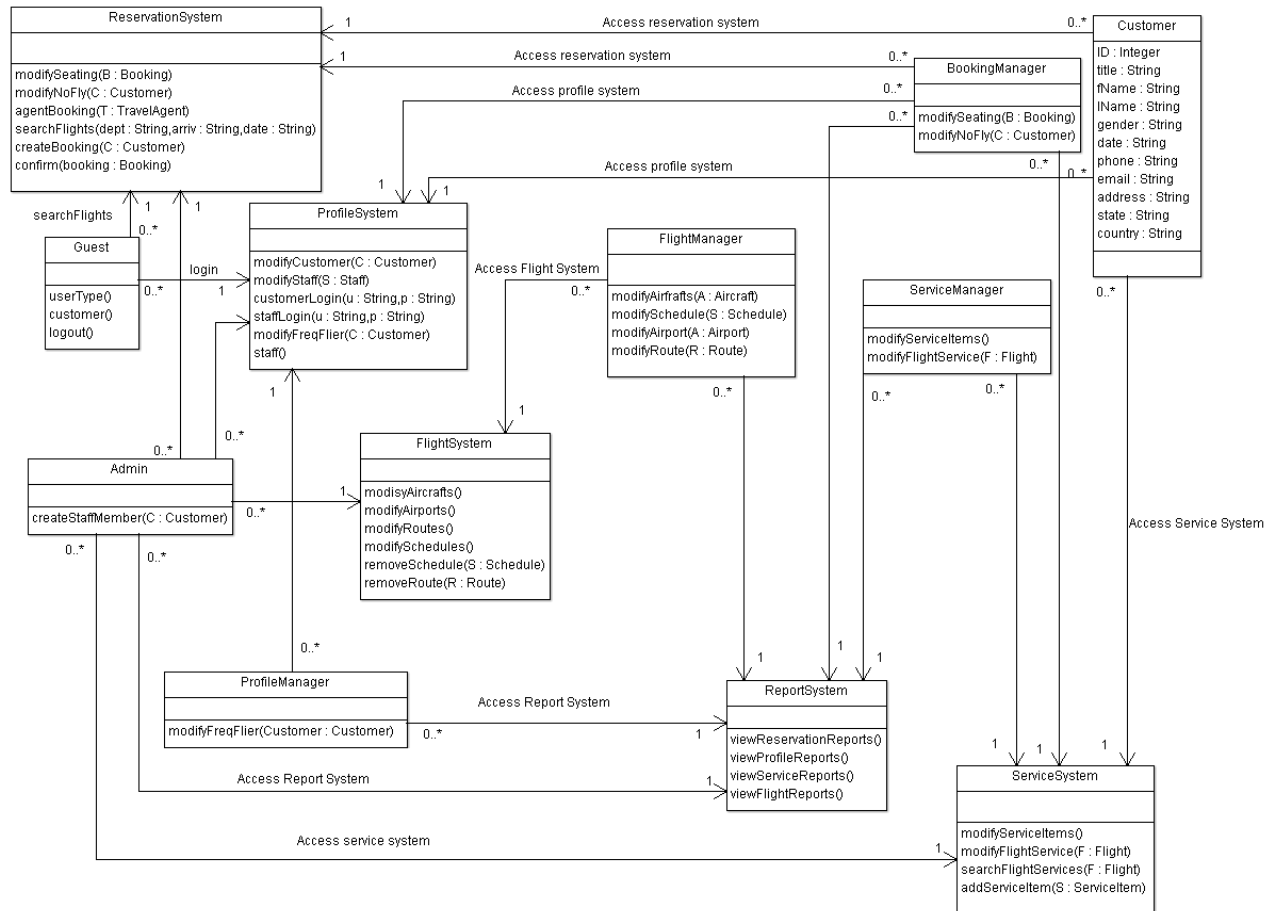 ReservationSystem
modifySeating(B : Booking)
modifyNoFly(C : Customer)
agentBooking(T : TravelAgent)
searchFlights(dept : String,arriv : String,date : String)
createBooking(C : Customer)
confirm(booking : Booking)
1
Access reservation system
0..*
1
Access reservation system
0..*
Access profile system
0..*
0..*
Customer
ID : Integer
title : String
fName : String
lName : String
gender : String
date : String
phone : String
email : String
address : String
state : String
country : String
BookingManager
modifySeating(B : Booking)
modifyNoFly(C : Customer)
0..*
Access profile system
0..*
1
1
searchFlights
1
0..*
1
Guest
userType()
customer()
logout()
login
0..*
1
ProfileSystem
modifyCustomer(C : Customer)
modifyStaff(S : Staff)
customerLogin(u : String,p : String)
staffLogin(u : String,p : String)
modifyFreqFlier(C : Customer)
staff()
FlightManager
modifyAirfrafts(A : Aircraft)
modifySchedule(S : Schedule)
modifyAirport(A : Airport)
modifyRoute(R : Route)
Access Flight System
0..*
ServiceManager
modifyServiceItems()
modifyFlightService(F : Flight)
0..*
0..*
0..*
0..*
1
1
0..*
0..*
Admin
createStaffMember(C : Customer)
0..*
1
FlightSystem
modisyAircrafts()
modifyAirports()
modifyRoutes()
modifySchedules()
removeSchedule(S : Schedule)
removeRoute(R : Route)
Access Service System
0..*
0..*
0..*
ProfileManager
modifyFreqFlier(Customer : Customer)
Access Report System
0..*
1
1
1
1
ReportSystem
viewReservationReports()
viewProfileReports()
viewServiceReports()
viewFlightReports()
Access Report System
1
1
1
1
ServiceSystem
modifyServiceItems()
modifyFlightService(F : Flight)
searchFlightServices(F : Flight)
addServiceItem(S : ServiceItem)
Access service system
1